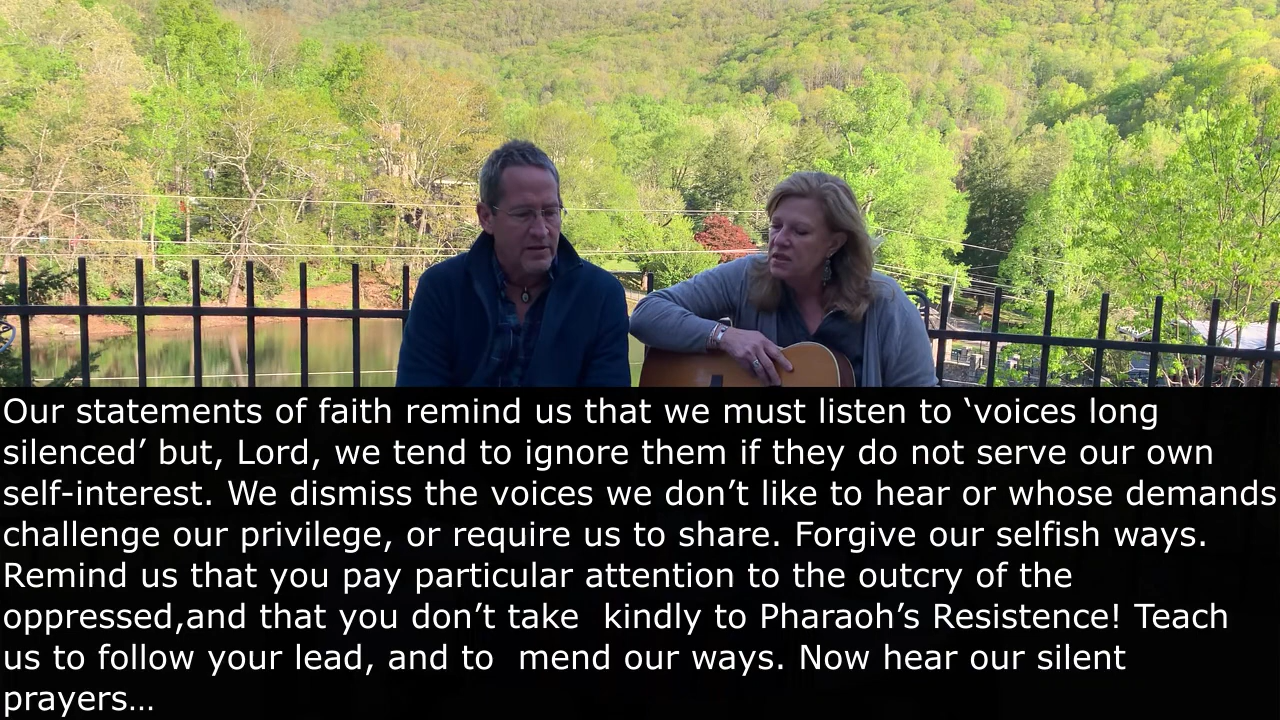 Our statements of faith remind us that we must listen to ‘voices long
silenced’ but, Lord, we tend to ignore them if they do not serve our own
self-interest. We dismiss the voices we don’t like to hear or whose demands
challenge our privilege, or require us to share. Forgive our selfish ways.
Remind us that you pay particular attention to the outcry of the
oppressed,and that you don’t take  kindly to Pharaoh’s Resistence! Teach
us to follow your lead, and to  mend our ways. Now hear our silent
prayers…